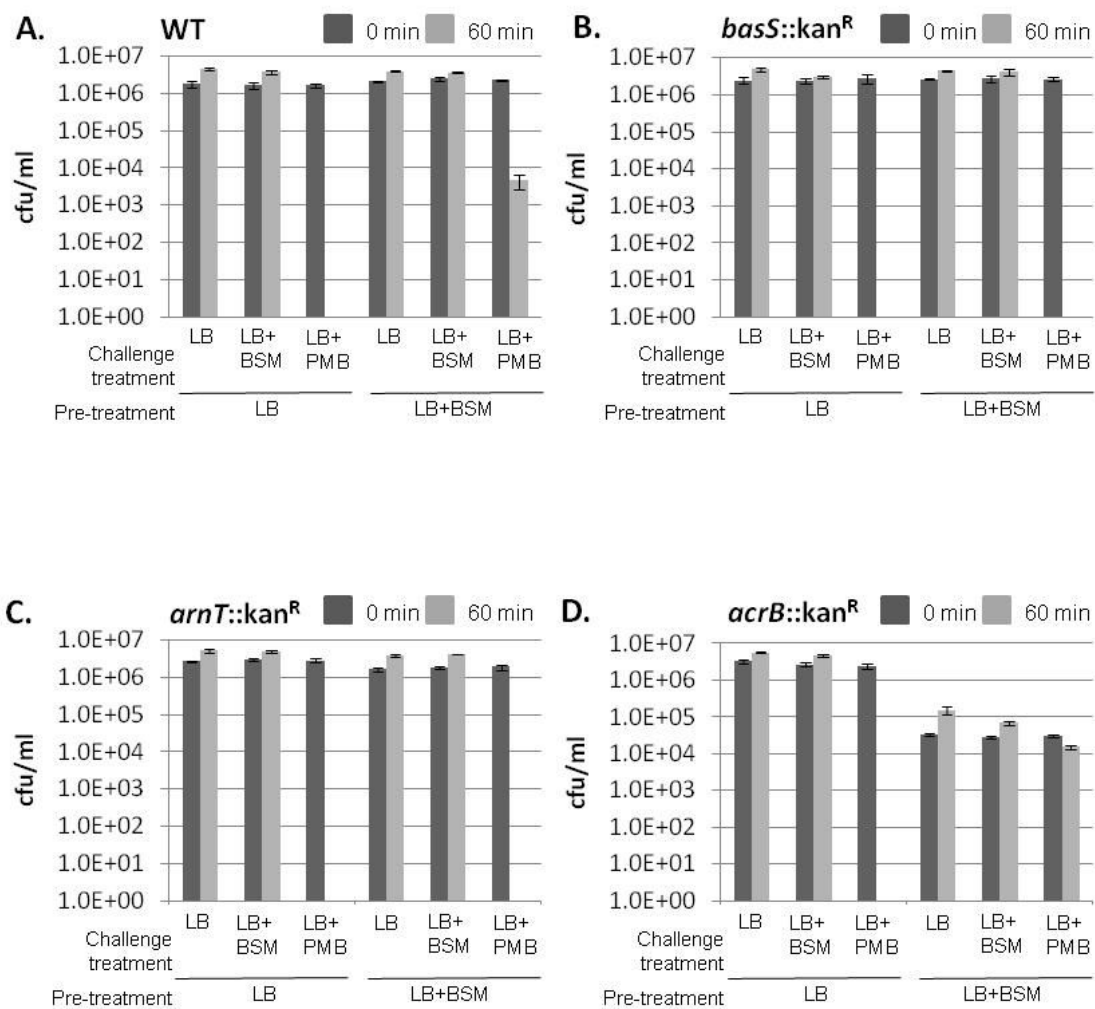 A.
WT
0 min
60 min
1.0E+07
1.0E+06
1.0E+05
1.0E+04
1.0E+03
1.0E+02
1.0E+01
1.0E+00
cfu/ml
LB
LB+
BSM
LB+
PMB
LB
LB+
BSM
LB+
PMB
Challenge
treatment
Pre-treatment
LB
LB+BSM
B.
basS::kanR
0 min
60 min
1.0E+07
1.0E+06
1.0E+05
1.0E+04
1.0E+03
1.0E+02
1.0E+01
1.0E+00
cfu/ml
LB
LB+
BSM
LB+
PMB
LB
LB+
BSM
LB+
PMB
Challenge
treatment
Pre-treatment
LB
LB+BSM
C.
arnT::kanR
0 min
60 min
1.0E+07
1.0E+06
1.0E+05
1.0E+04
1.0E+03
1.0E+02
1.0E+01
1.0E+00
cfu/ml
LB
LB+
BSM
LB+
PMB
LB
LB+
BSM
LB+
PMB
Challenge
treatment
Pre-treatment
LB
LB+BSM
D.
acrB::kanR
0 min
60 min
1.0E+07
1.0E+06
1.0E+05
1.0E+04
1.0E+03
1.0E+02
1.0E+01
1.0E+00
cfu/ml
LB
LB+
BSM
LB+
PMB
LB
LB+
BSM
LB+
PMB
Challenge
treatment
Pre-treatment
LB
LB+BSM